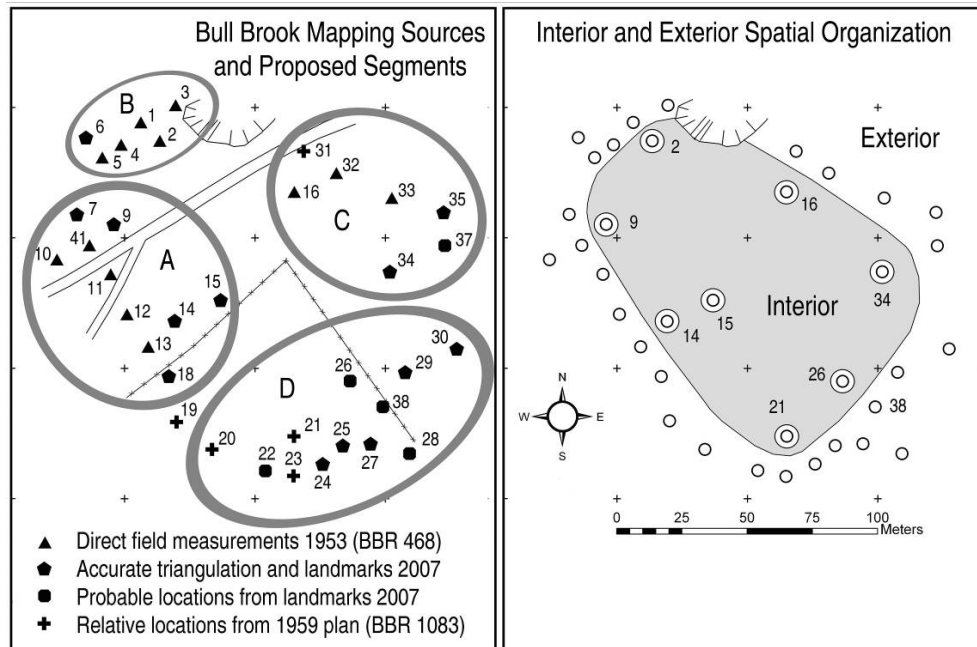 Bull Brook Mapping Sources
and Proposed Segments
B
3
1
6
2
4
5
31
32
16
33
35
C
37
34
7
9
41
10
A
11
15
12
14
13
18
30
29
26
D
38
19
20
21
25
28
22
23
27
24
Direct field measurements 1953 (BBR 468)
Accurate triangulation and landmarks 2007
Probable locations from landmarks 2007
Relative locations from 1959 plan (BBR 1083)
Interior and Exterior Spatial Organization
Exterior
2
16
9
34
Interior
15
14
26
21
38
N
W E
S
0 25 50 75 100
Meters